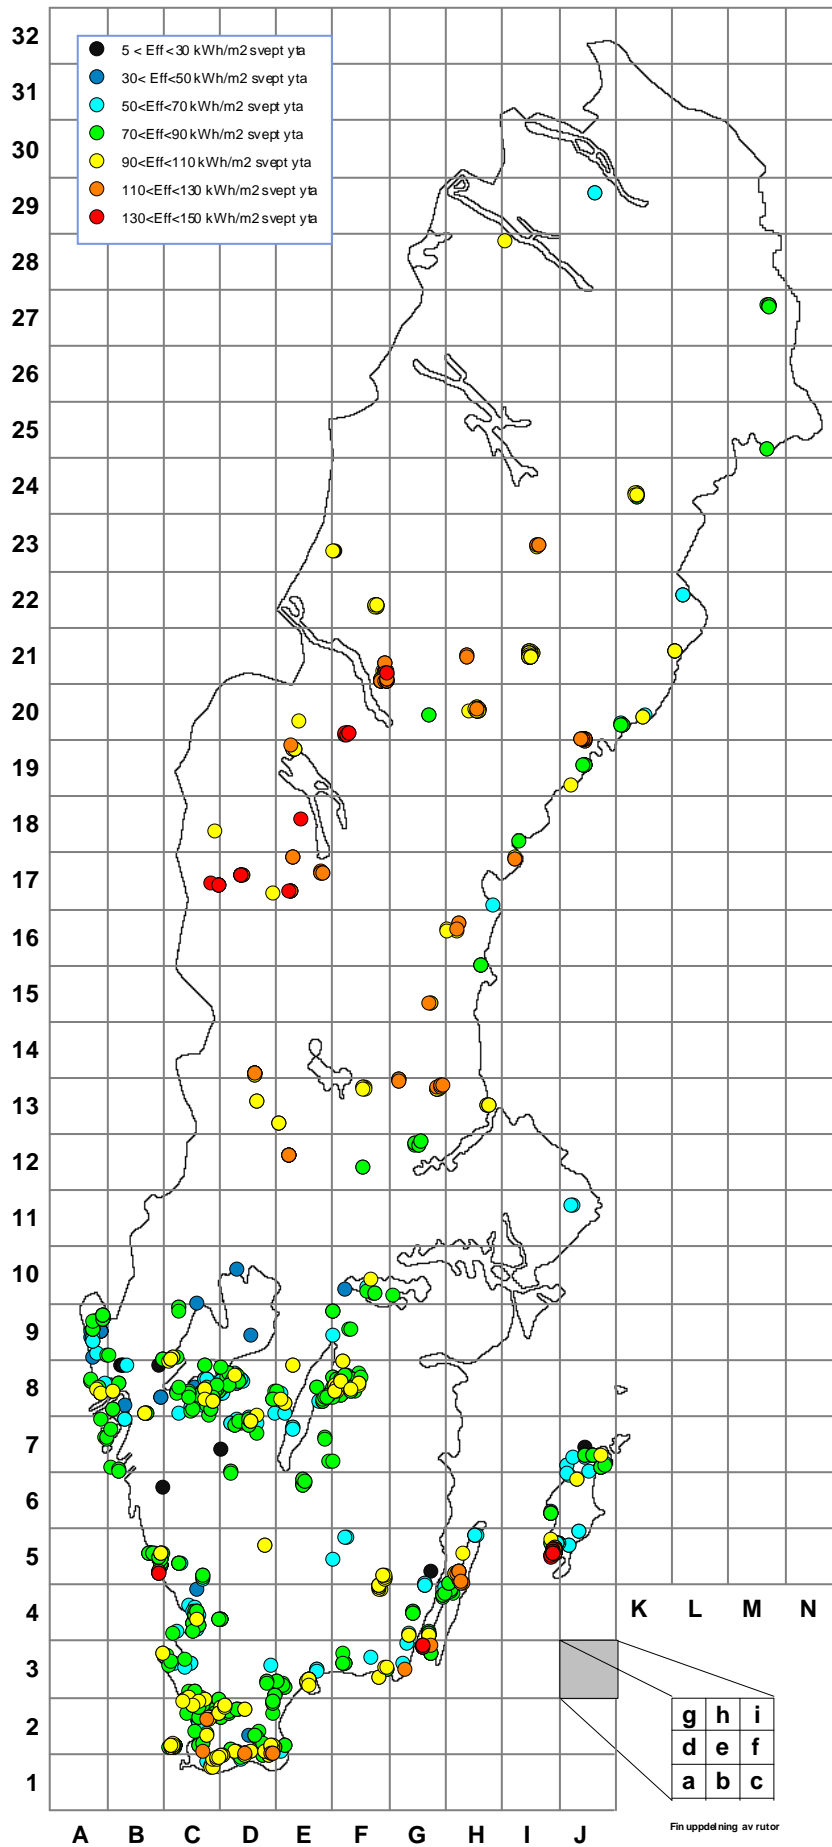 32
5 < Eff<30 kWh/m2 svept yta
30< Eff<50 kWh/m2 svept yta
50<Eff<70 kWh/m2 svept yta
70<Eff<90 kWh/m2 svept yta
90<Eff<110 kWh/m2 svept yta
110<Eff<130 kWh/m2 svept yta
130<Eff<150 kWh/m2 svept yta
31
30
29
28
27
26
25
24
23
22
21
20
19
18
17
16
15
14
13
12
11
10
9
8
7
6
5
4
K L M N
3
g h i
2
d e f
a b c
1
Fin uppdelning av rutor
A B C D E F G H I J